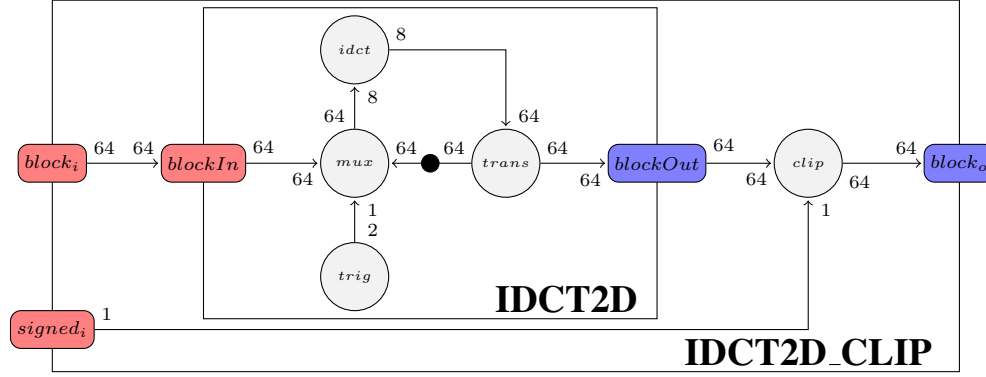 8
idct
8
64
64
64
64
64
64
64
64
64
64
block_i
blockIn
mux
trans
blockOut
clip
block_o
64
64
64
64
1
2
1
trig
IDCT2D
1
signed_i
IDCT2D_CLIP